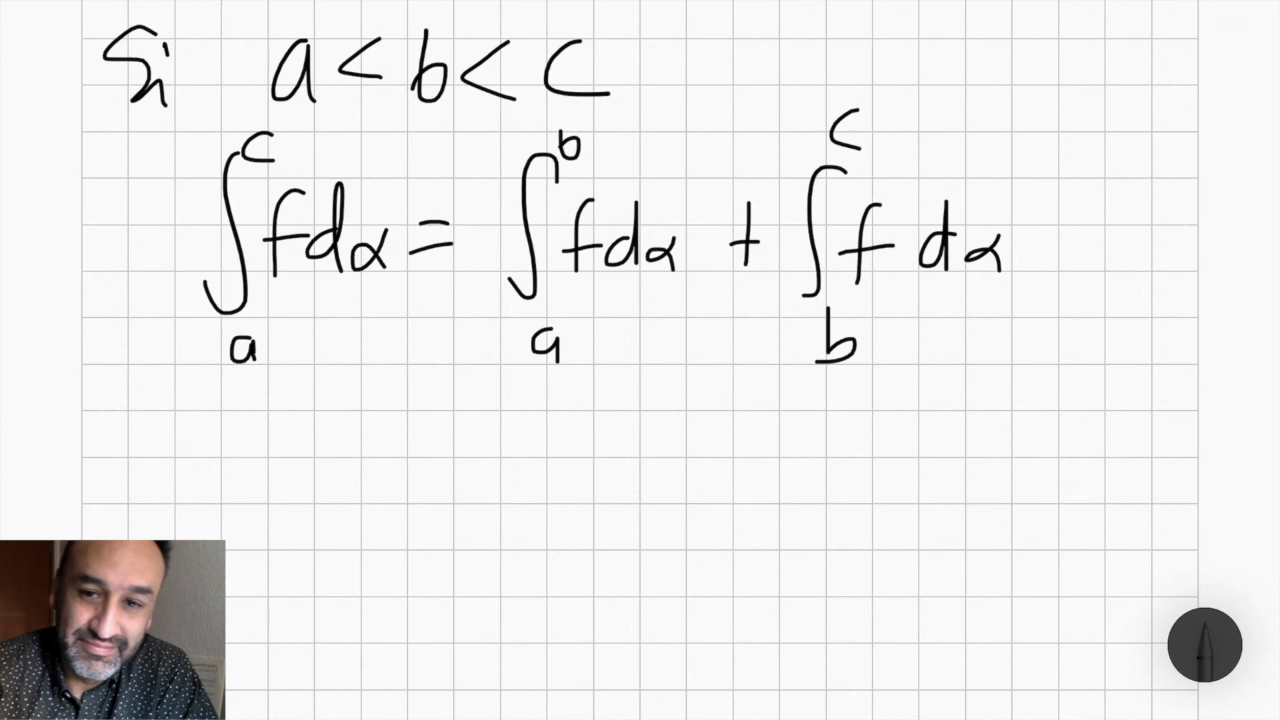 Si a < b < c
∫_a^c f dα = ∫_a^b f dα + ∫_b^c f dα